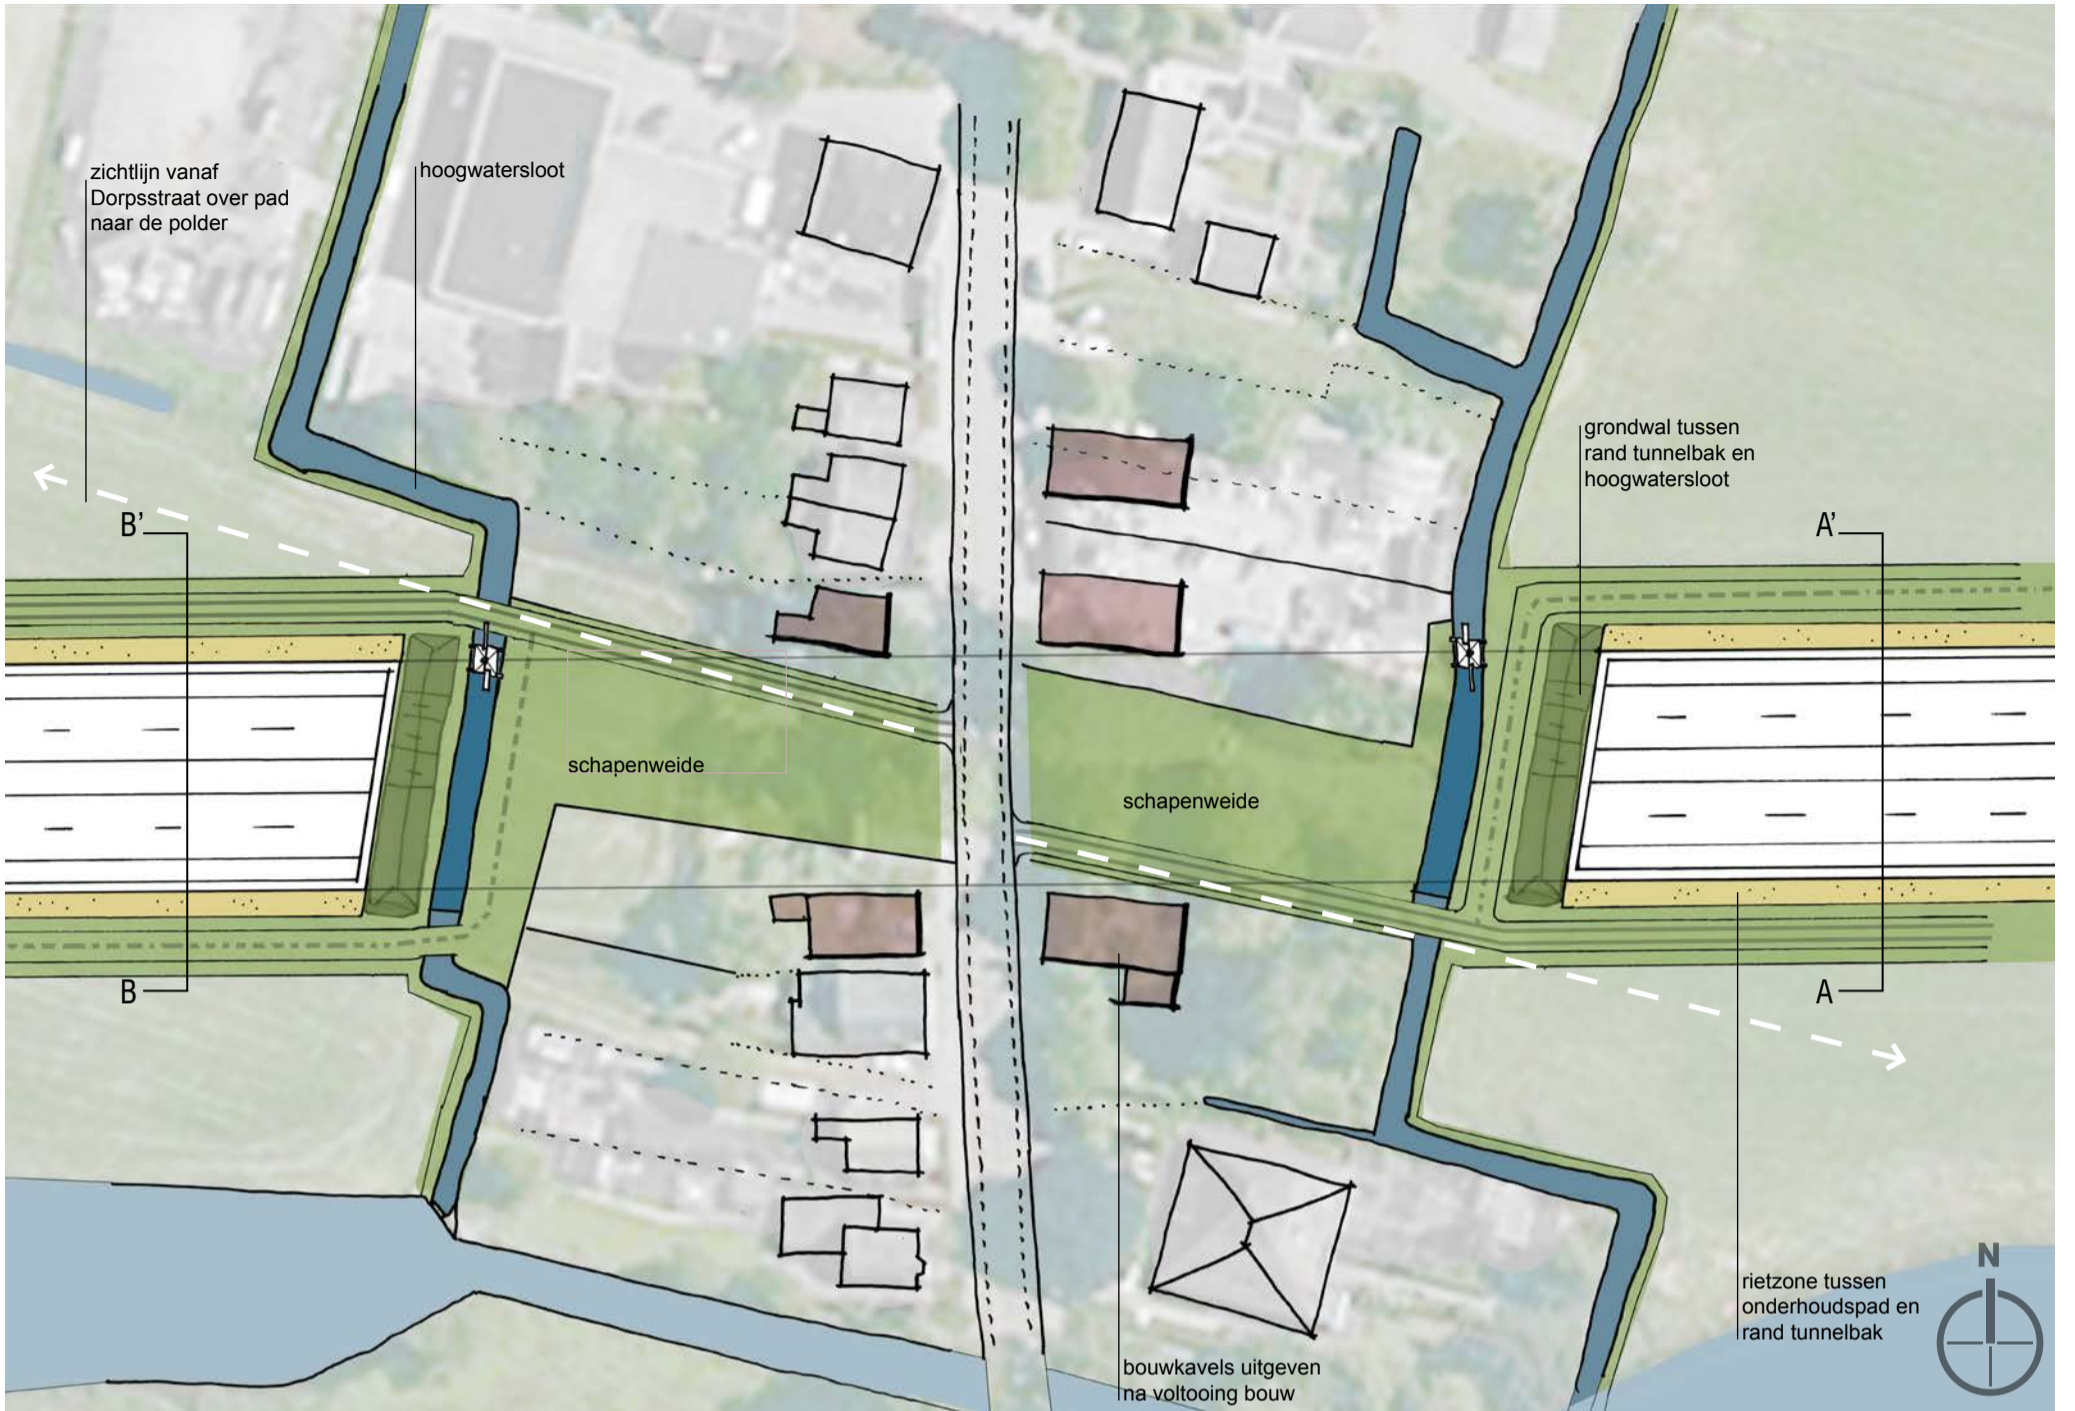 zichtlijn vanaf
Dorpsstraat over pad
naar de polder
hoogwatersloot
grondwal tussen
rand tunnelbak en
hoogwatersloot
B'
A'
schapenweide
schapenweide
B
A
N
rietzone tussen
onderhoudspad en
rand tunnelbak
bouwkavels uitgeven
na voltooing bouw